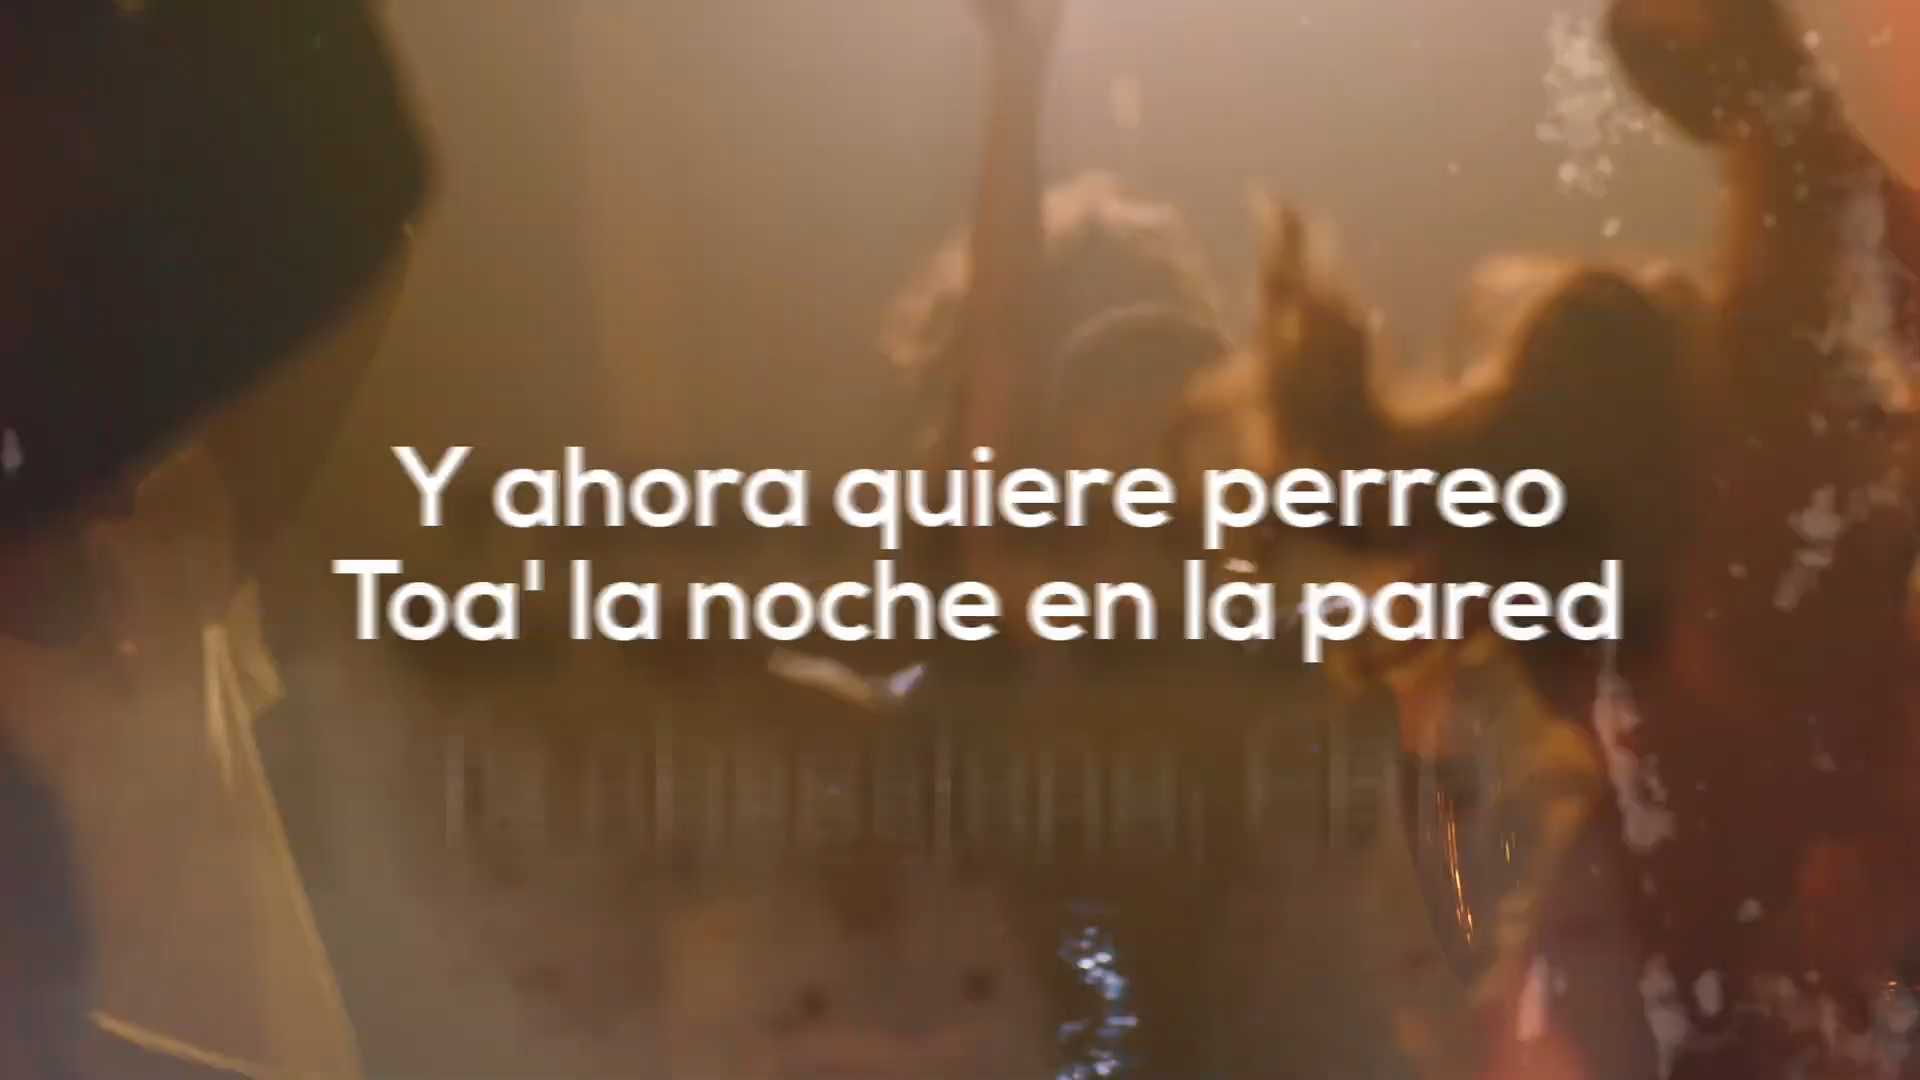 Y ahora quiere perreo
Toa' la noche en la pared